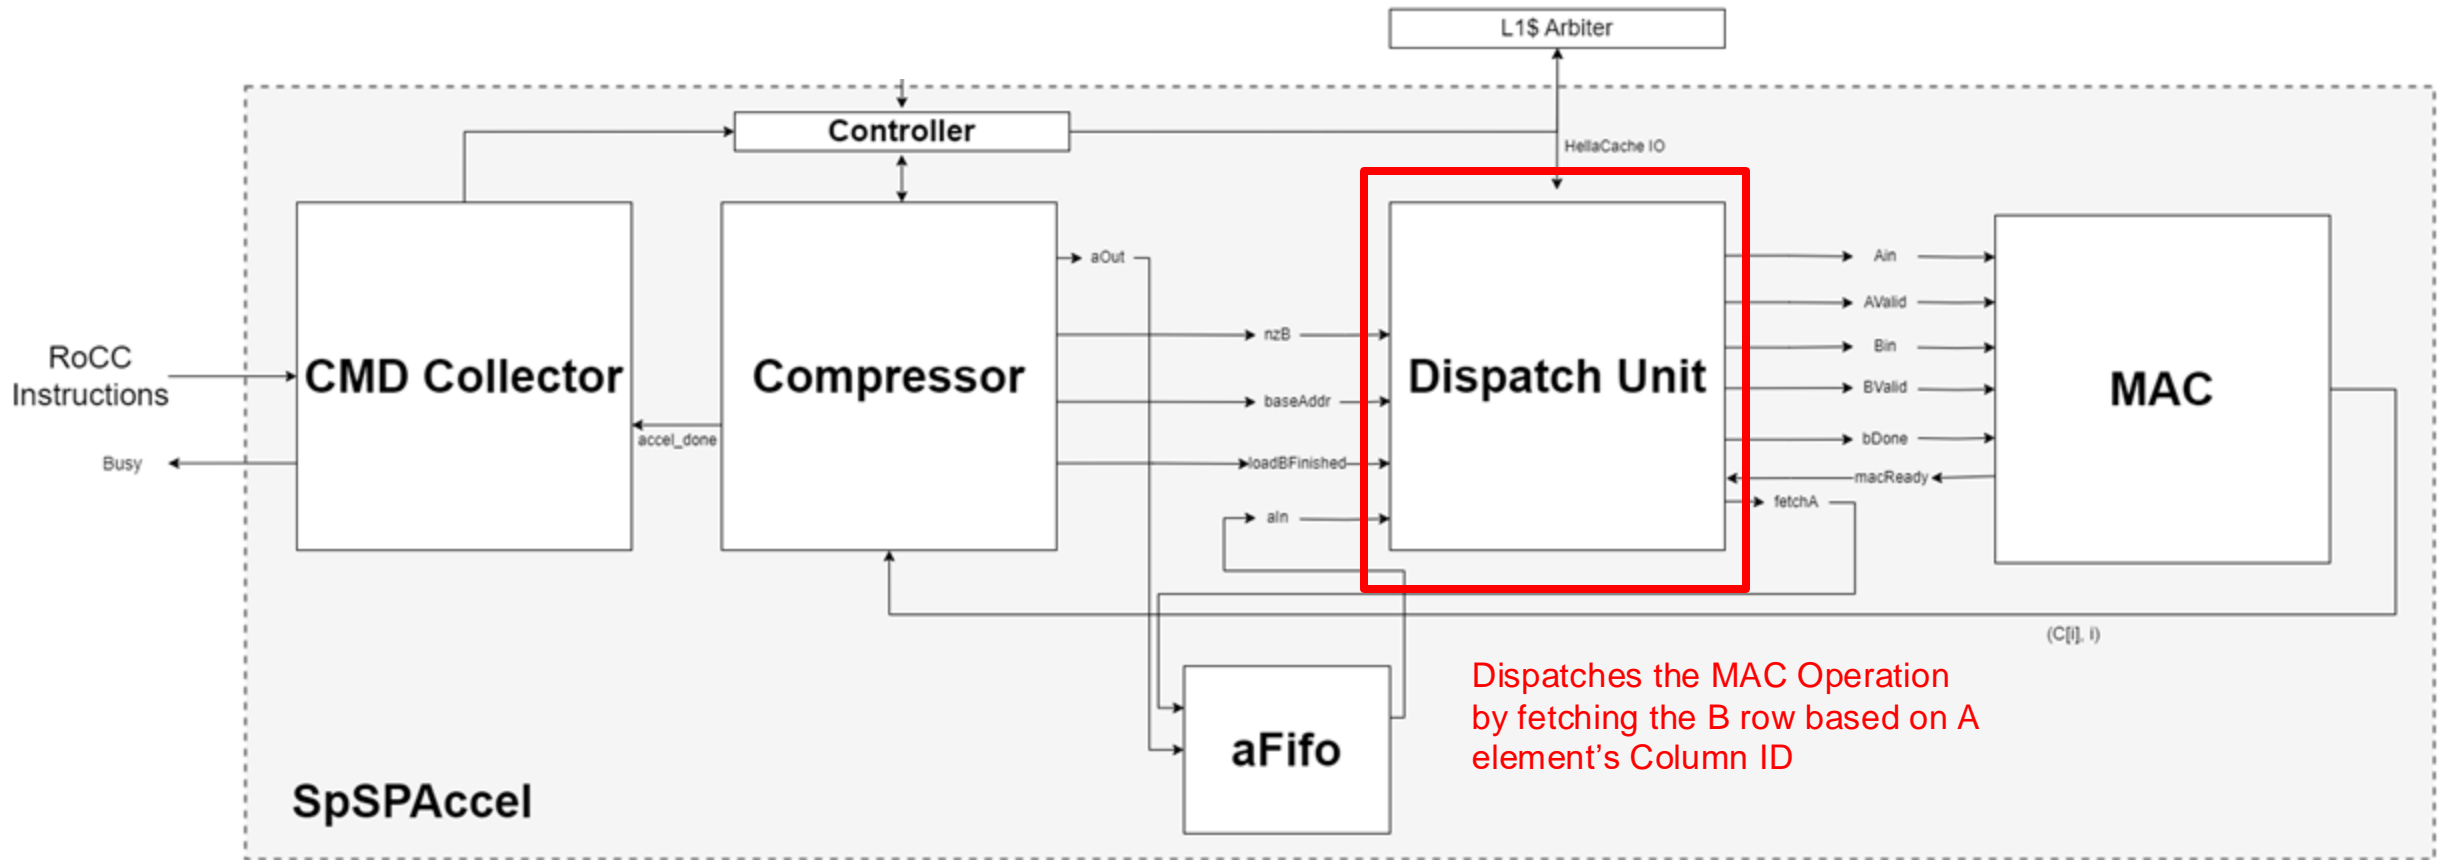 L1$ Arbiter
Controller
HellaCache IO
RoCC
Instructions
Busy
CMD Collector
accel_done
Compressor
aOut
nzB
baseAddr
loadBFinished
aIn
Dispatch Unit
Ain
AValid
Bin
BValid
bDone
macReady
fetchA
MAC
(C[i], i)
aFifo
Dispatches the MAC Operation
by fetching the B row based on A
element's Column ID
SpSPAccel